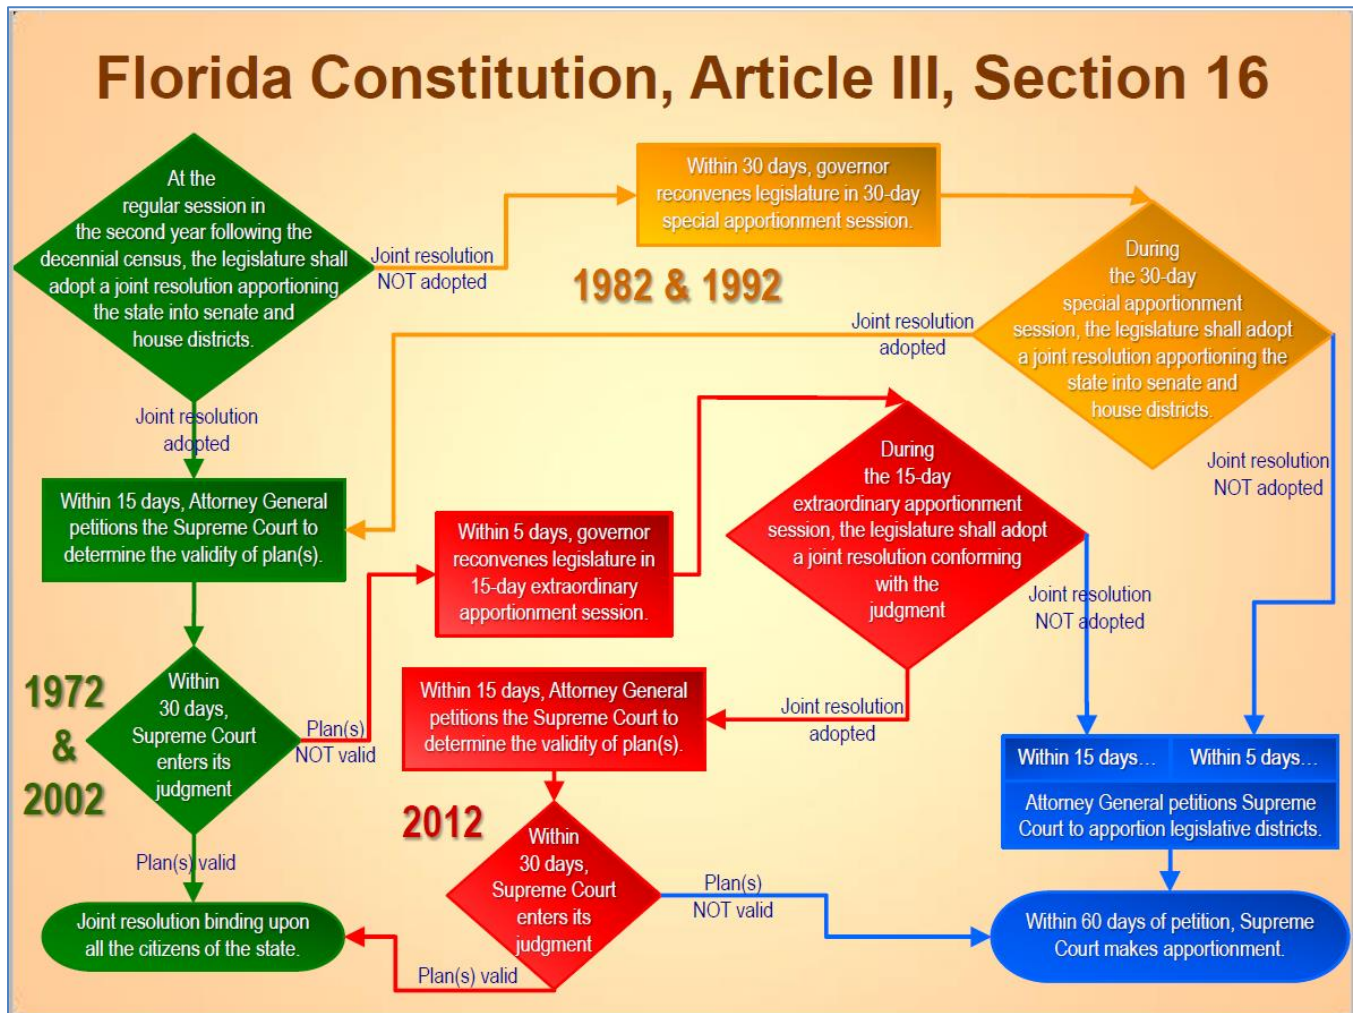 Florida Constitution, Article III, Section 16
At the
regular session in
the second year following the
decennial census, the legislature shall
adopt a joint resolution apportioning
the state into senate and
house districts.
Joint resolution
NOT adopted
Within 30 days, governor
reconvenes legislature in 30-day
special apportionment session.
1982 & 1992
During
the 30-day
special apportionment
session, the legislature shall adopt
a joint resolution apportioning the
state into senate and
house districts.
Joint resolution
adopted
Joint resolution
NOT adopted
Joint resolution
adopted
Within 15 days, Attorney General
petitions the Supreme Court to
determine the validity of plan(s).
Within 5 days, governor
reconvenes legislature in
15-day extraordinary
apportionment session.
During
the 15-day
extraordinary apportionment
session, the legislature shall adopt
a joint resolution conforming
with the
judgment
Joint resolution
NOT adopted
1972
&
2002
Within
30 days,
Supreme Court
enters its
judgment
Plan(s)
NOT valid
Within 15 days, Attorney General
petitions the Supreme Court to
determine the validity of plan(s).
Joint resolution
adopted
Within 15 days…
Within 5 days…
Attorney General petitions Supreme
Court to apportion legislative districts.
2012
Within
30 days,
Supreme Court
enters its
judgment
Plan(s)
NOT valid
Plan(s) valid
Joint resolution binding upon
all the citizens of the state.
Plan(s) valid
Within 60 days of petition, Supreme
Court makes apportionment.